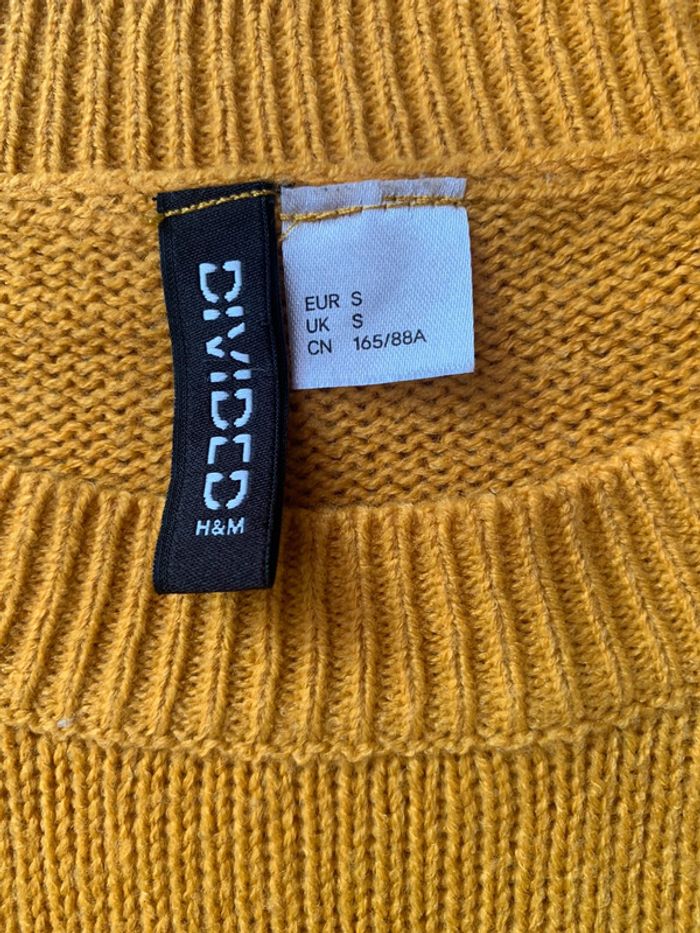 DIVIDED
H&M
EUR S
UK S
CN 165/88A